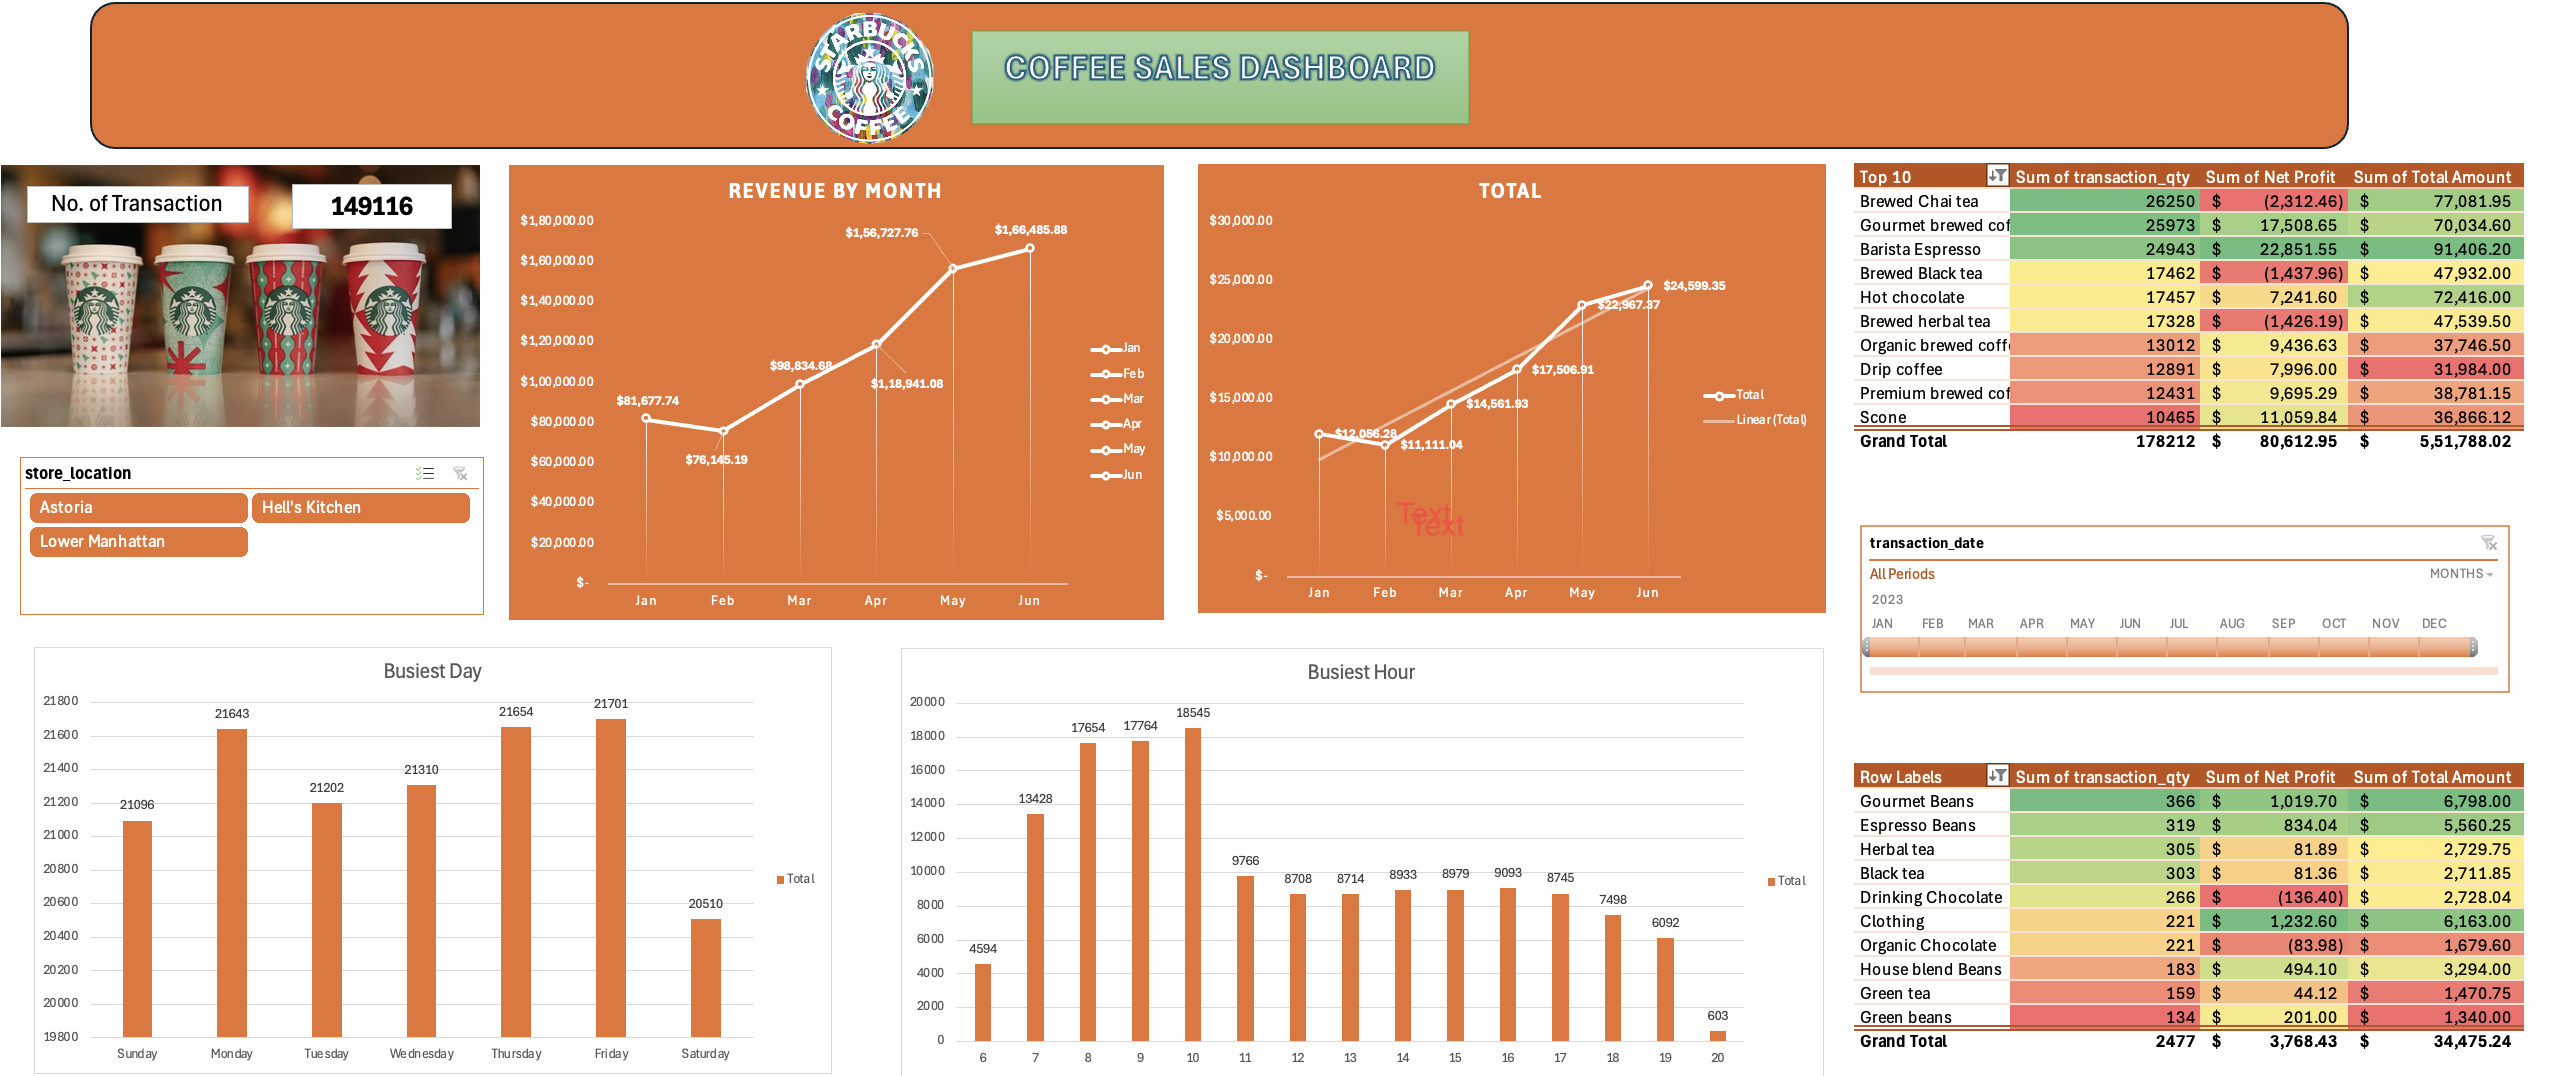 STARBUCKS
COFFEE
COFFEE SALES DASHBOARD
No. of Transaction
149116
store_location
Astoria
Hell's Kitchen
Lower Manhattan
REVENUE BY MONTH
$1,80,000.00
$1,60,000.00
$1,40,000.00
$1,20,000.00
$1,00,000.00
$80,000.00
$60,000.00
$40,000.00
$20,000.00
$-
$81,677.74
$76,145.19
$98,834.68
$1,18,941.08
$1,56,727.76
$1,66,485.88
Jan Feb Mar Apr May Jun
Jan
Feb
Mar
Apr
May
Jun
TOTAL
$30,000.00
$25,000.00
$20,000.00
$15,000.00
$10,000.00
$5,000.00
$-
$12,056.28
$11,111.04
$14,561.93
$17,506.91
$22,967.37
$24,599.35
Text
Text
Jan Feb Mar Apr May Jun
Total
Linear (Total)
Top 10 Sum of transaction_qty Sum of Net Profit Sum of Total Amount
Brewed Chai tea 26250 $ (2,312.46) $ 77,081.95
Gourmet brewed cof 25973 $ 17,508.65 $ 70,034.60
Barista Espresso 24943 $ 22,851.55 $ 91,406.20
Brewed Black tea 17462 $ (1,437.96) $ 47,932.00
Hot chocolate 17457 $ 7,241.60 $ 72,416.00
Brewed herbal tea 17328 $ (1,426.19) $ 47,539.50
Organic brewed coff 13012 $ 9,436.63 $ 37,746.50
Drip coffee 12891 $ 7,996.00 $ 31,984.00
Premium brewed cof 12431 $ 9,695.29 $ 38,781.15
Scone 10465 $ 11,059.84 $ 36,866.12
Grand Total 178212 $ 80,612.95 $ 5,51,788.02
transaction_date
All Periods MONTHS
2023
JAN FEB MAR APR MAY JUN JUL AUG SEP OCT NOV DEC
Busiest Day
21800
21600
21400
21200
21000
20800
20600
20400
20200
20000
19800
21096
21643
21202
21310
21654
21701
20510
Sunday Monday Tuesday Wednesday Thursday Friday Saturday
Total
Busiest Hour
20000
18000
16000
14000
12000
10000
8000
6000
4000
2000
0
4594
13428
17654
17764
18545
9766
8708
8714
8933
8979
9093
8745
7498
6092
603
6 7 8 9 10 11 12 13 14 15 16 17 18 19 20
Total
Row Labels Sum of transaction_qty Sum of Net Profit Sum of Total Amount
Gourmet Beans 366 $ 1,019.70 $ 6,798.00
Espresso Beans 319 $ 834.04 $ 5,560.25
Herbal tea 305 $ 81.89 $ 2,729.75
Black tea 303 $ 81.36 $ 2,711.85
Drinking Chocolate 266 $ (136.40) $ 2,728.04
Clothing 221 $ 1,232.60 $ 6,163.00
Organic Chocolate 221 $ (83.98) $ 1,679.60
House blend Beans 183 $ 494.10 $ 3,294.00
Green tea 159 $ 44.12 $ 1,470.75
Green beans 134 $ 201.00 $ 1,340.00
Grand Total 2477 $ 3,768.43 $ 34,475.24